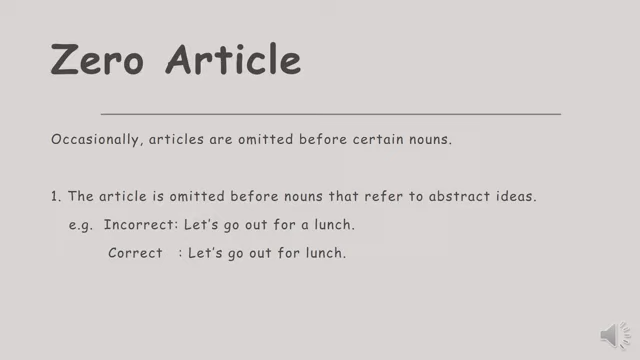 Zero Article
Occasionally, articles are omitted before certain nouns.
1. The article is omitted before nouns that refer to abstract ideas.
e.g. Incorrect: Let's go out for a lunch.
Correct : Let's go out for lunch.